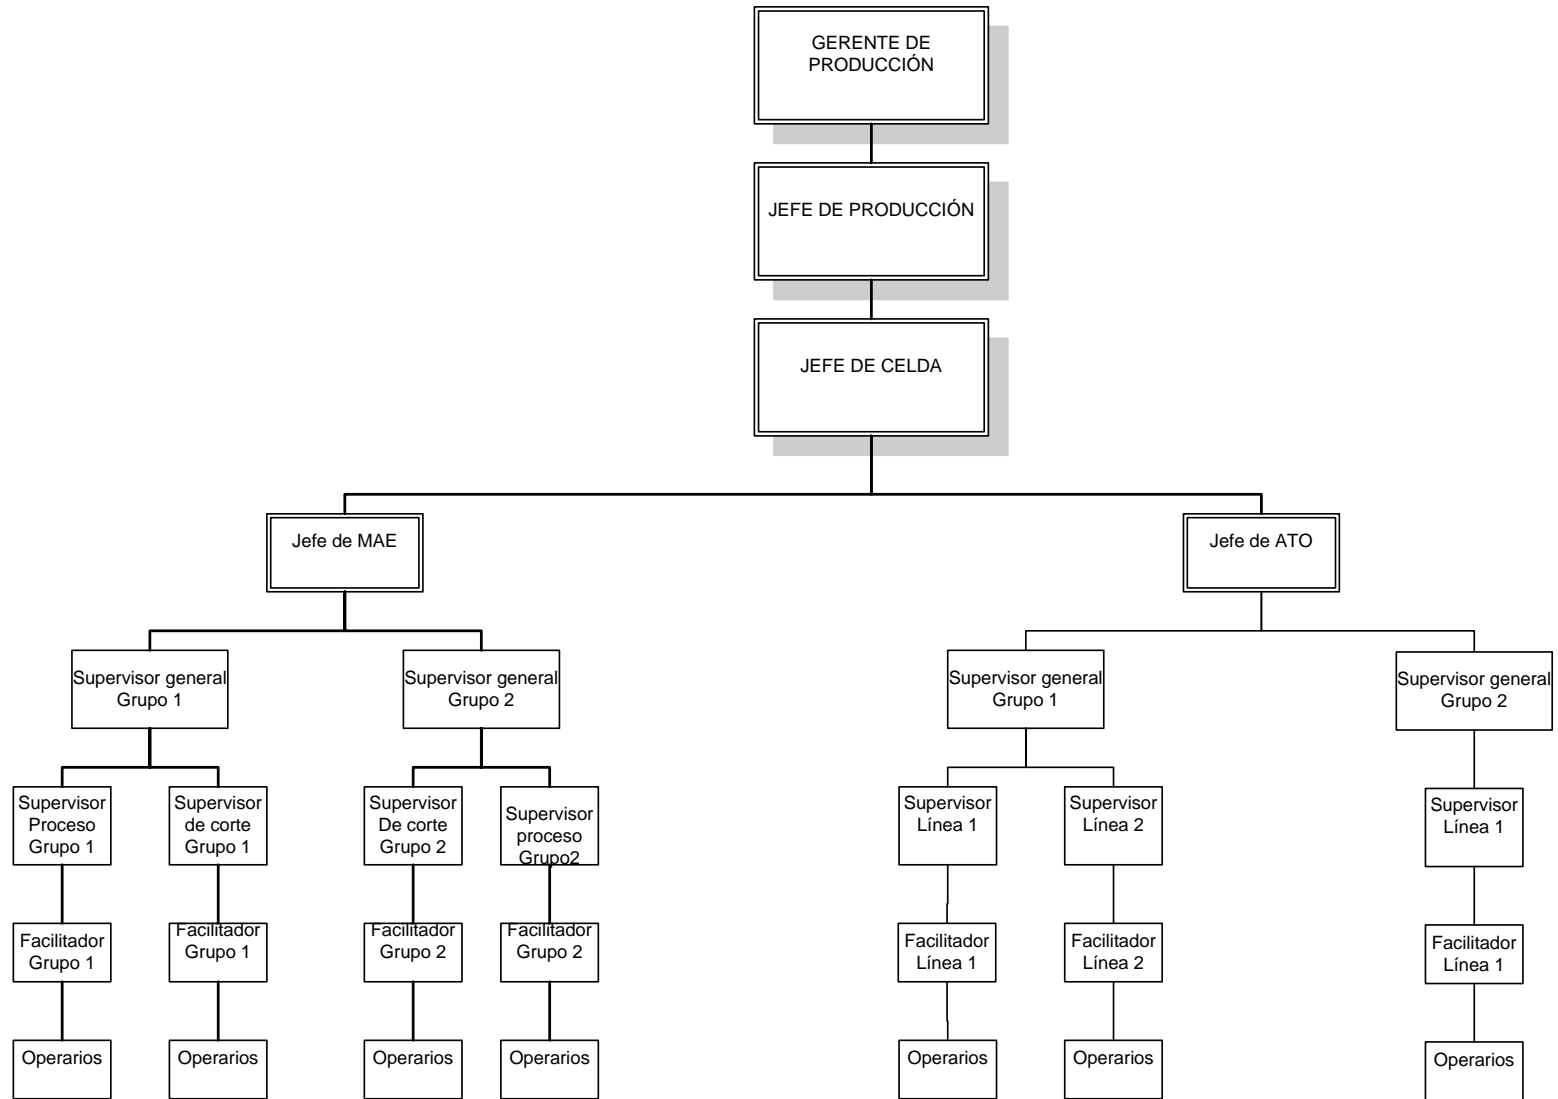 GERENTE DE
PRODUCCIÓN
JEFE DE PRODUCCIÓN
JEFE DE CELDA
Jefe de MAE
Jefe de ATO
Supervisor general
Grupo 1
Supervisor general
Grupo 2
Supervisor general
Grupo 1
Supervisor general
Grupo 2
Supervisor
Proceso
Grupo 1
Supervisor
de corte
Grupo 1
Supervisor
De corte
Grupo 2
Supervisor
proceso
Grupo2
Supervisor
Línea 1
Supervisor
Línea 2
Supervisor
Línea 1
Facilitador
Grupo 1
Facilitador
Grupo 1
Facilitador
Grupo 2
Facilitador
Grupo 2
Facilitador
Línea 1
Facilitador
Línea 2
Facilitador
Línea 1
Operarios
Operarios
Operarios
Operarios
Operarios
Operarios
Operarios